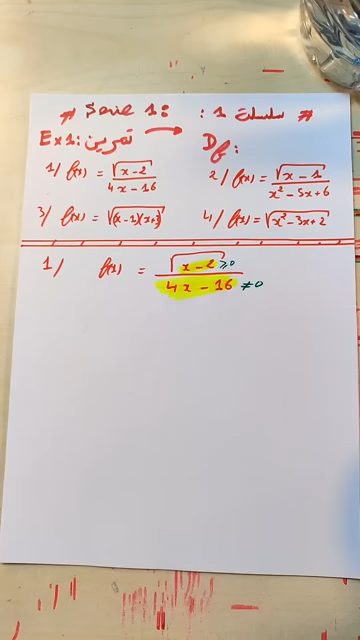 # Serie 1: : 1 سلسلة #
Ex1: تمرين → Df:
1/ f(x) = √(x-2) / (4x-16) 2/ f(x) = √(x-1) / (x²-5x+6)
3/ f(x) = √((x-1)(x+3)) 4/ f(x) = √(x²-3x+2)
1/ f(x) = √(x-2 ≥0) / (4x-16 ≠0)